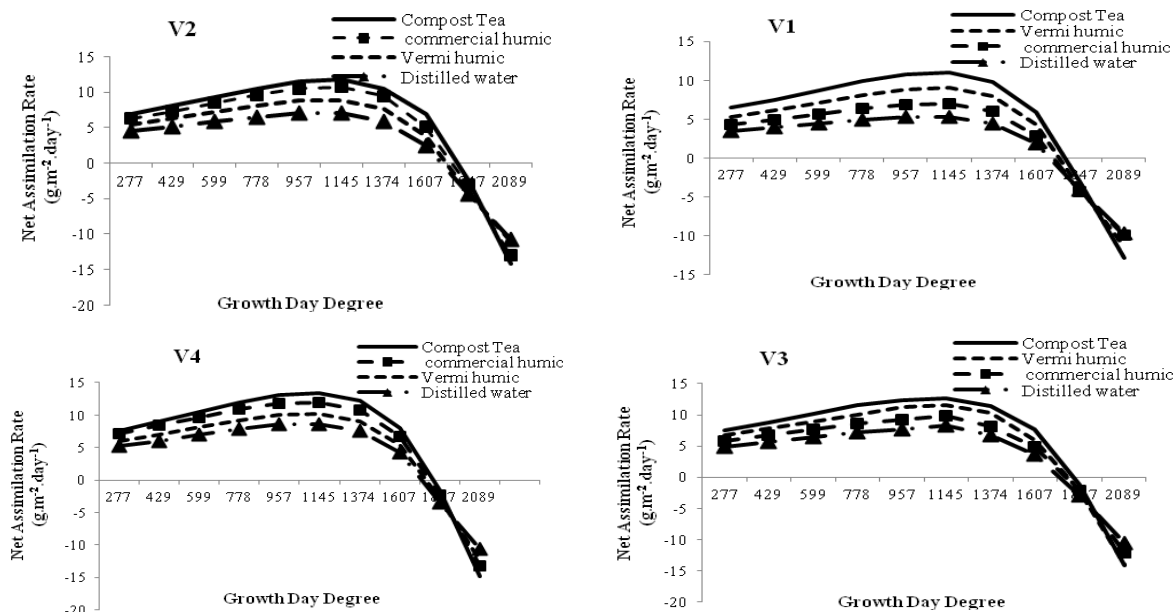 V2
Compost Tea
commercial humic
Vermi humic
Distilled water
15
10
5
0
-5
-10
-15
-20
277 429 599 778 957 1145 1374 1607 2089
Net Assimilation Rate
(g.m-2.day-1)
Growth Day Degree
V1
Compost Tea
Vermi humic
commercial humic
Distilled water
15
10
5
0
-5
-10
-15
277 429 599 778 957 1145 1374 1607 2089
Net Assimilation Rate
(g.m-2.day-1)
Growth Day Degree
V4
Compost Tea
commercial humic
Vermi humic
Distilled water
15
10
5
0
-5
-10
-15
-20
277 429 599 778 957 1145 1374 1607 2089
Net Assimilation Rate
(g.m-2.day-1)
Growth Day Degree
V3
Compost Tea
Vermi humic
commercial humic
Distilled water
15
10
5
0
-5
-10
-15
-20
277 429 599 778 957 1145 1374 1607 2089
Net Assimilation Rate
(g.m-2.day-1)
Growth Day Degree